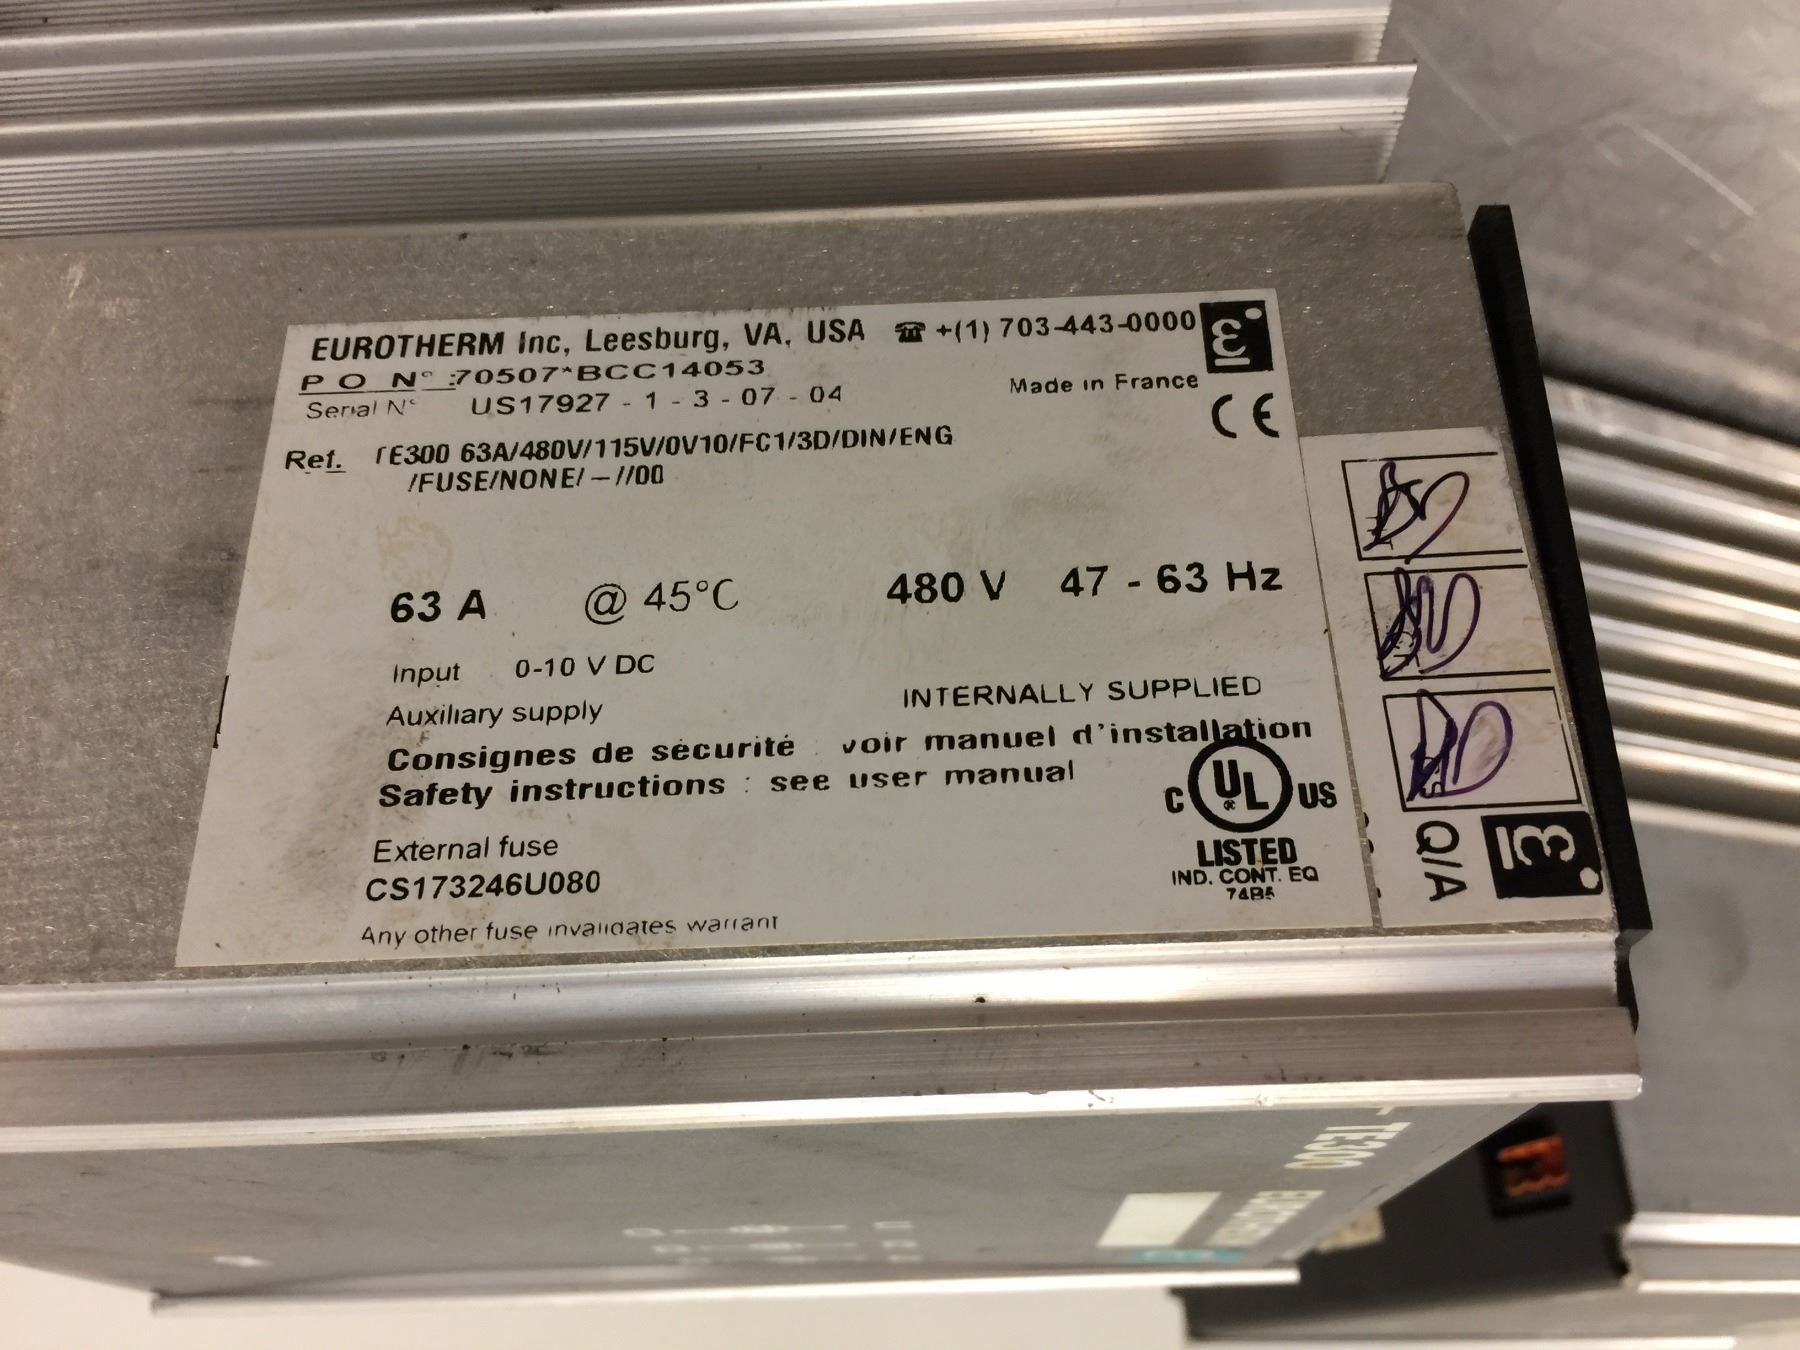 EUROTHERM Inc, Leesburg, VA, USA ☎ +(1) 703-443-0000
P O N° :70507*BCC14053
Made in France
Serial N° US17927 - 1 - 3 - 07 - 04
CE
Ref. TE300 63A/480V/115V/0V10/FC1/3D/DIN/ENG
/FUSE/NONE/ - //00
63 A @ 45°C 480 V 47 - 63 Hz
Input 0-10 V DC
Auxiliary supply INTERNALLY SUPPLIED
Consignes de sécurité : voir manuel d'installation
Safety instructions : see user manual
C UL ® US
LISTED
IND. CONT. EQ
74B5
External fuse
CS173246U080
Any other fuse invalidates warrant
Q/A
TE300
EUROTHERM